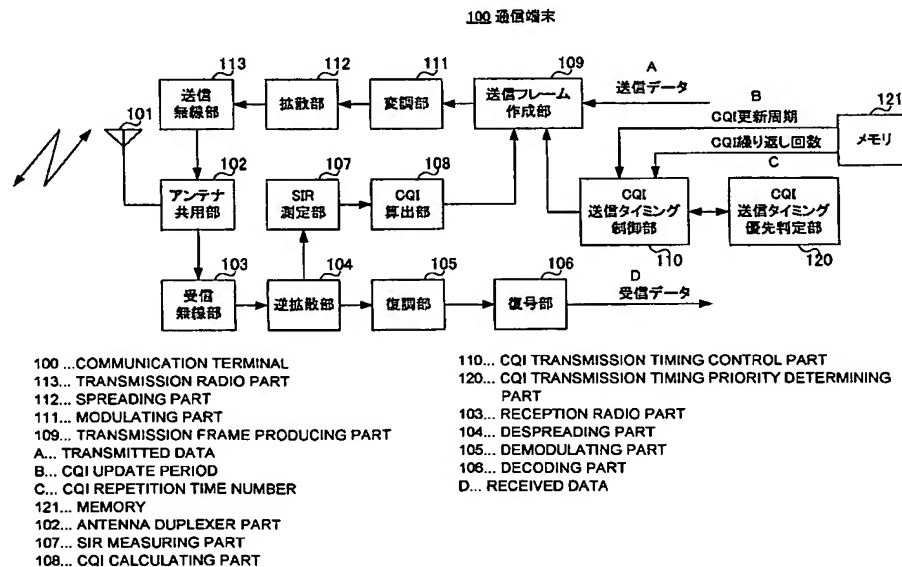 100 通信端末
113
112
111
109
送信
無線部
拡散部
変調部
送信フレーム
作成部
A
送信データ
B
CQI更新周期
CQI繰り返し回数
C
121
メモリ
101
102
アンテナ
共用部
107
SIR
測定部
108
CQI
算出部
CQI
送信タイミング
制御部
110
CQI
送信タイミング
優先判定部
120
103
受信
無線部
104
逆拡散部
105
復調部
106
復号部
D
受信データ
100 ...COMMUNICATION TERMINAL
113... TRANSMISSION RADIO PART
112... SPREADING PART
111... MODULATING PART
109... TRANSMISSION FRAME PRODUCING PART
A... TRANSMITTED DATA
B... CQI UPDATE PERIOD
C... CQI REPETITION TIME NUMBER
121... MEMORY
102... ANTENNA DUPLEXER PART
107... SIR MEASURING PART
108... CQI CALCULATING PART
110... CQI TRANSMISSION TIMING CONTROL PART
120... CQI TRANSMISSION TIMING PRIORITY DETERMINING
PART
103... RECEPTION RADIO PART
104... DESPREADING PART
105... DEMODULATING PART
106... DECODING PART
D... RECEIVED DATA